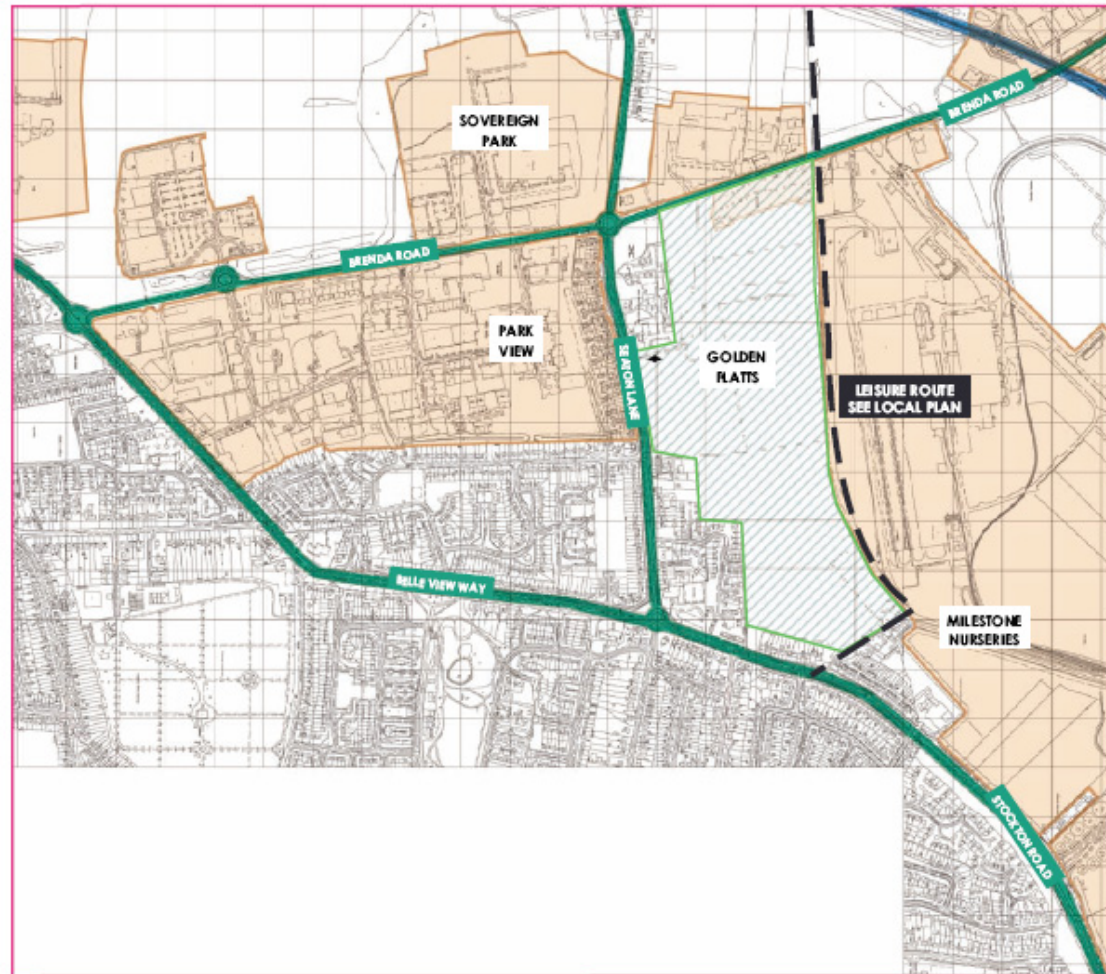 SOVEREIGN
PARK
BRENDA ROAD
BRENDA ROAD
PARK
VIEW
SEATON LANE
GOLDEN
FLATTS
LEISURE ROUTE
SEE LOCAL PLAN
BELLE VIEW WAY
MILESTONE
NURSERIES
STOCKTON ROAD